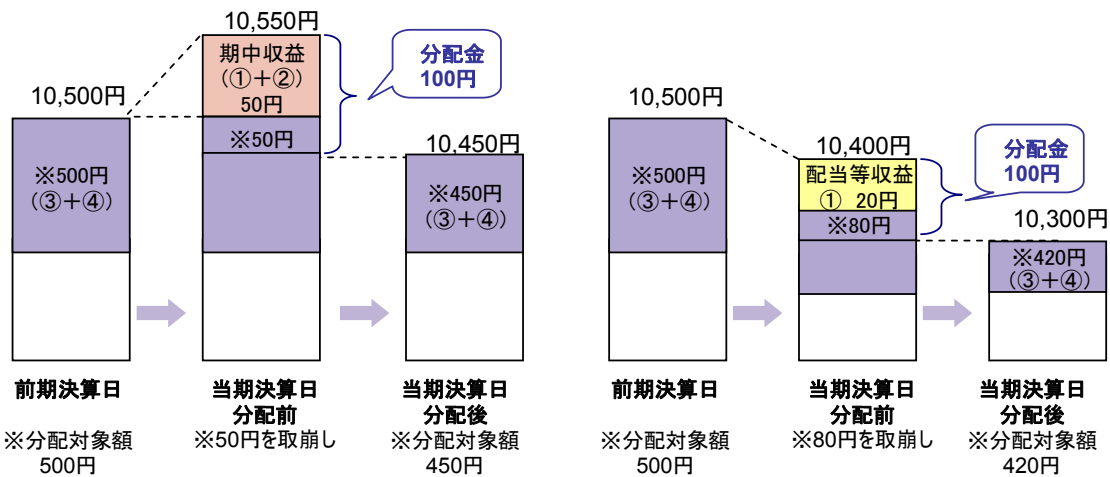 10,550円
期中収益
（①＋②）
50円
※50円
分配金
100円
10,500円
※500円
（③＋④）
10,450円
※450円
（③＋④）
前期決算日
当期決算日
分配前
当期決算日
分配後
※分配対象額
500円
※50円を取崩し
※分配対象額
450円
10,500円
※500円
（③＋④）
10,400円
配当等収益
① 20円
※80円
分配金
100円
10,300円
※420円
（③＋④）
前期決算日
当期決算日
分配前
当期決算日
分配後
※分配対象額
500円
※80円を取崩し
※分配対象額
420円